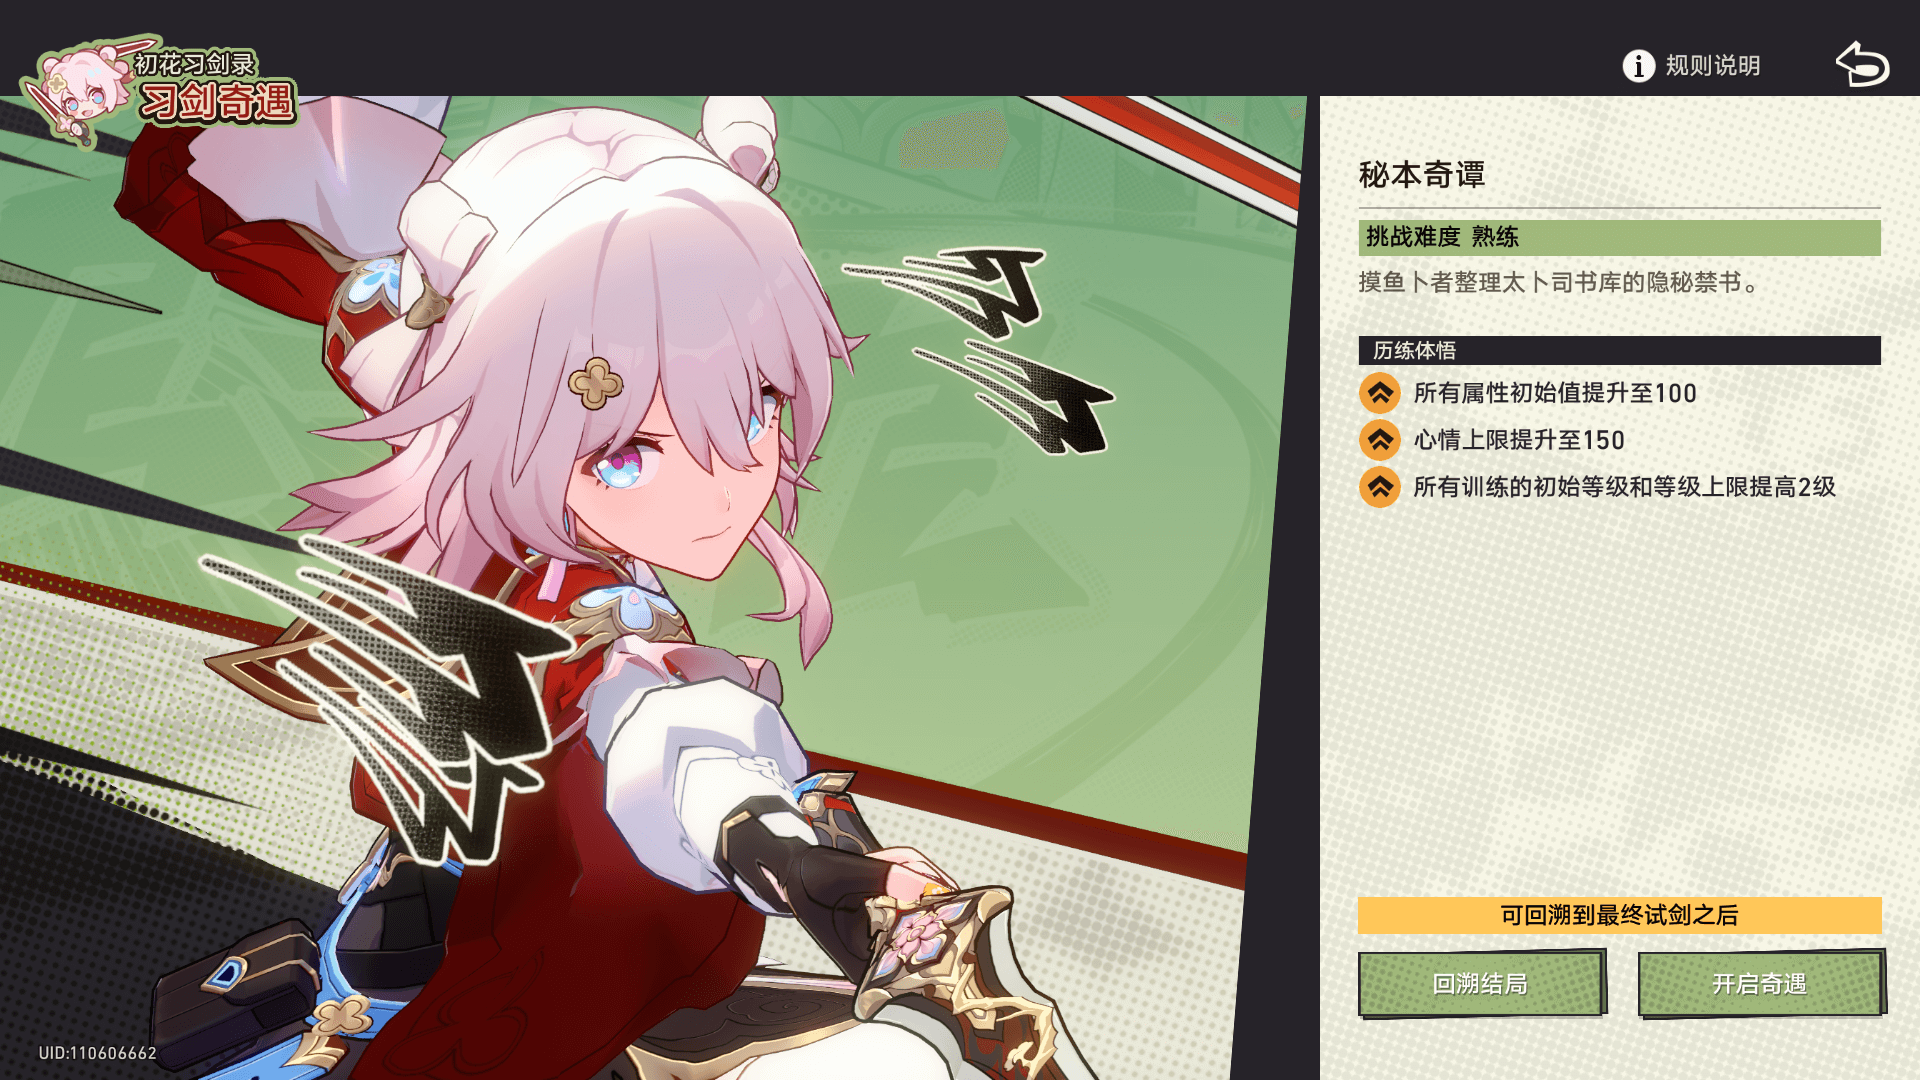 初花习剑录
习剑奇遇
规则说明
秘本奇谭
挑战难度 熟练
摸鱼卜者整理太卜司书库的隐秘禁书。
历练体悟
所有属性初始值提升至100
心情上限提升至150
所有训练的初始等级和等级上限提高2级
可回溯到最终试剑之后
回溯结局
开启奇遇
UID:110606662